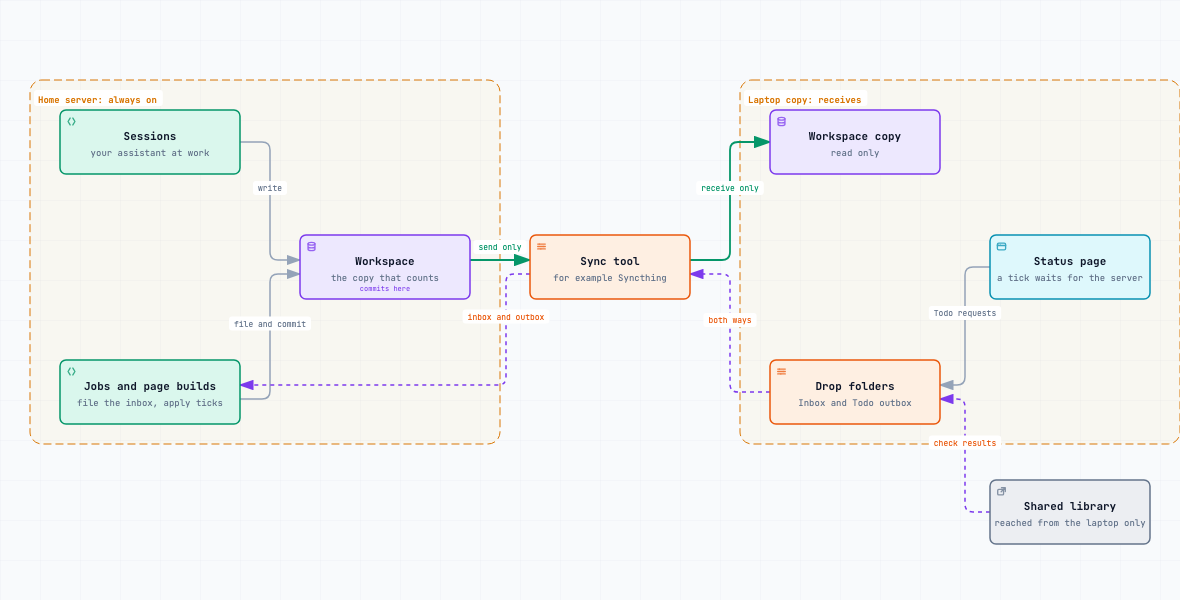 Home server: always on
Sessions
your assistant at work
write
Workspace
the copy that counts
commits here
file and commit
Jobs and page builds
file the inbox, apply ticks
send only
inbox and outbox
Sync tool
for example Syncthing
receive only
both ways
Laptop copy: receives
Workspace copy
read only
Status page
a tick waits for the server
Todo requests
Drop folders
Inbox and Todo outbox
check results
Shared library
reached from the laptop only